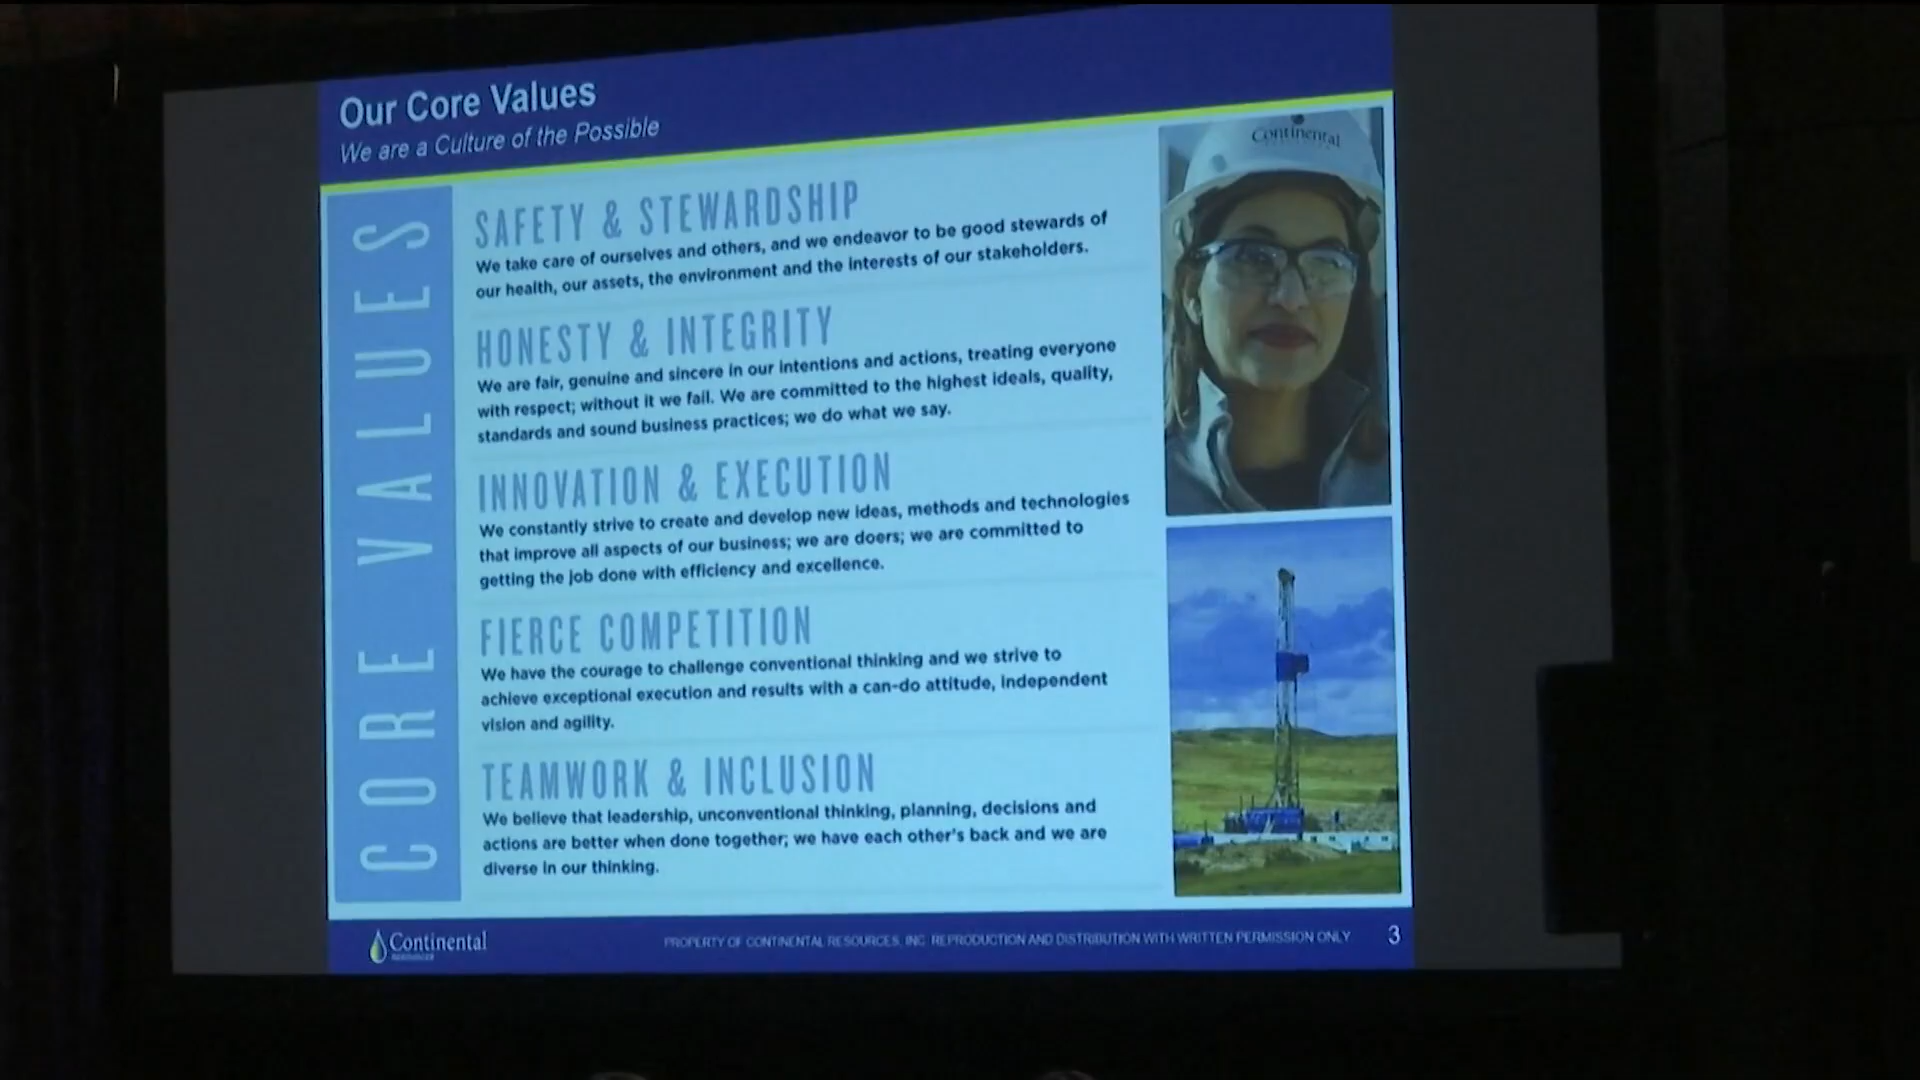 Our Core Values
We are a Culture of the Possible
CORE VALUES
SAFETY & STEWARDSHIP
We take care of ourselves and others, and we endeavor to be good stewards of
our health, our assets, the environment and the interests of our stakeholders.
HONESTY & INTEGRITY
We are fair, genuine and sincere in our intentions and actions, treating everyone
with respect; without it we fail. We are committed to the highest ideals, quality,
standards and sound business practices; we do what we say.
INNOVATION & EXECUTION
We constantly strive to create and develop new ideas, methods and technologies
that improve all aspects of our business; we are doers; we are committed to
getting the job done with efficiency and excellence.
FIERCE COMPETITION
We have the courage to challenge conventional thinking and we strive to
achieve exceptional execution and results with a can-do attitude, independent
vision and agility.
TEAMWORK & INCLUSION
We believe that leadership, unconventional thinking, planning, decisions and
actions are better when done together; we have each other's back and we are
diverse in our thinking.
Continental
Continental
RESOURCES
PROPERTY OF CONTINENTAL RESOURCES, INC. REPRODUCTION AND DISTRIBUTION WITH WRITTEN PERMISSION ONLY
3